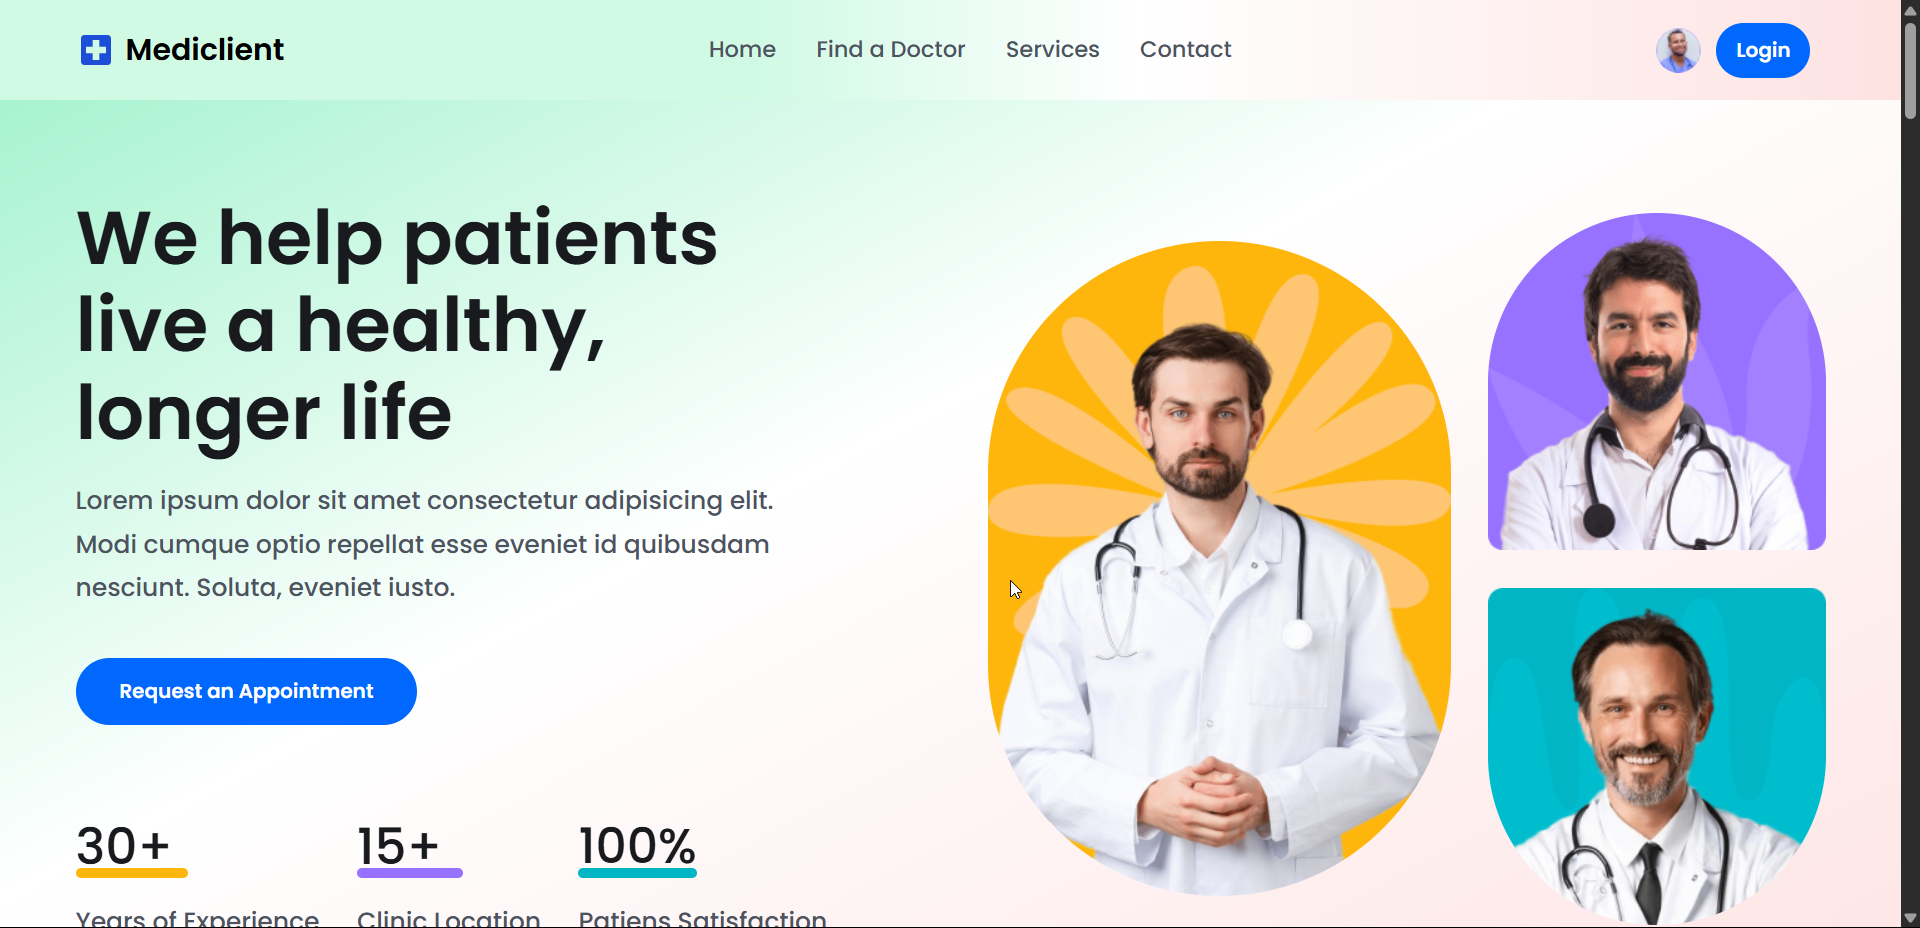 Mediclient
Home
Find a Doctor
Services
Contact
Login
We help patients
live a healthy,
longer life
Lorem ipsum dolor sit amet consectetur adipisicing elit.
Modi cumque optio repellat esse eveniet id quibusdam
nesciunt. Soluta, eveniet iusto.
Request an Appointment
30+
15+
100%
Years of Experience
Clinic Location
Patiens Satisfaction